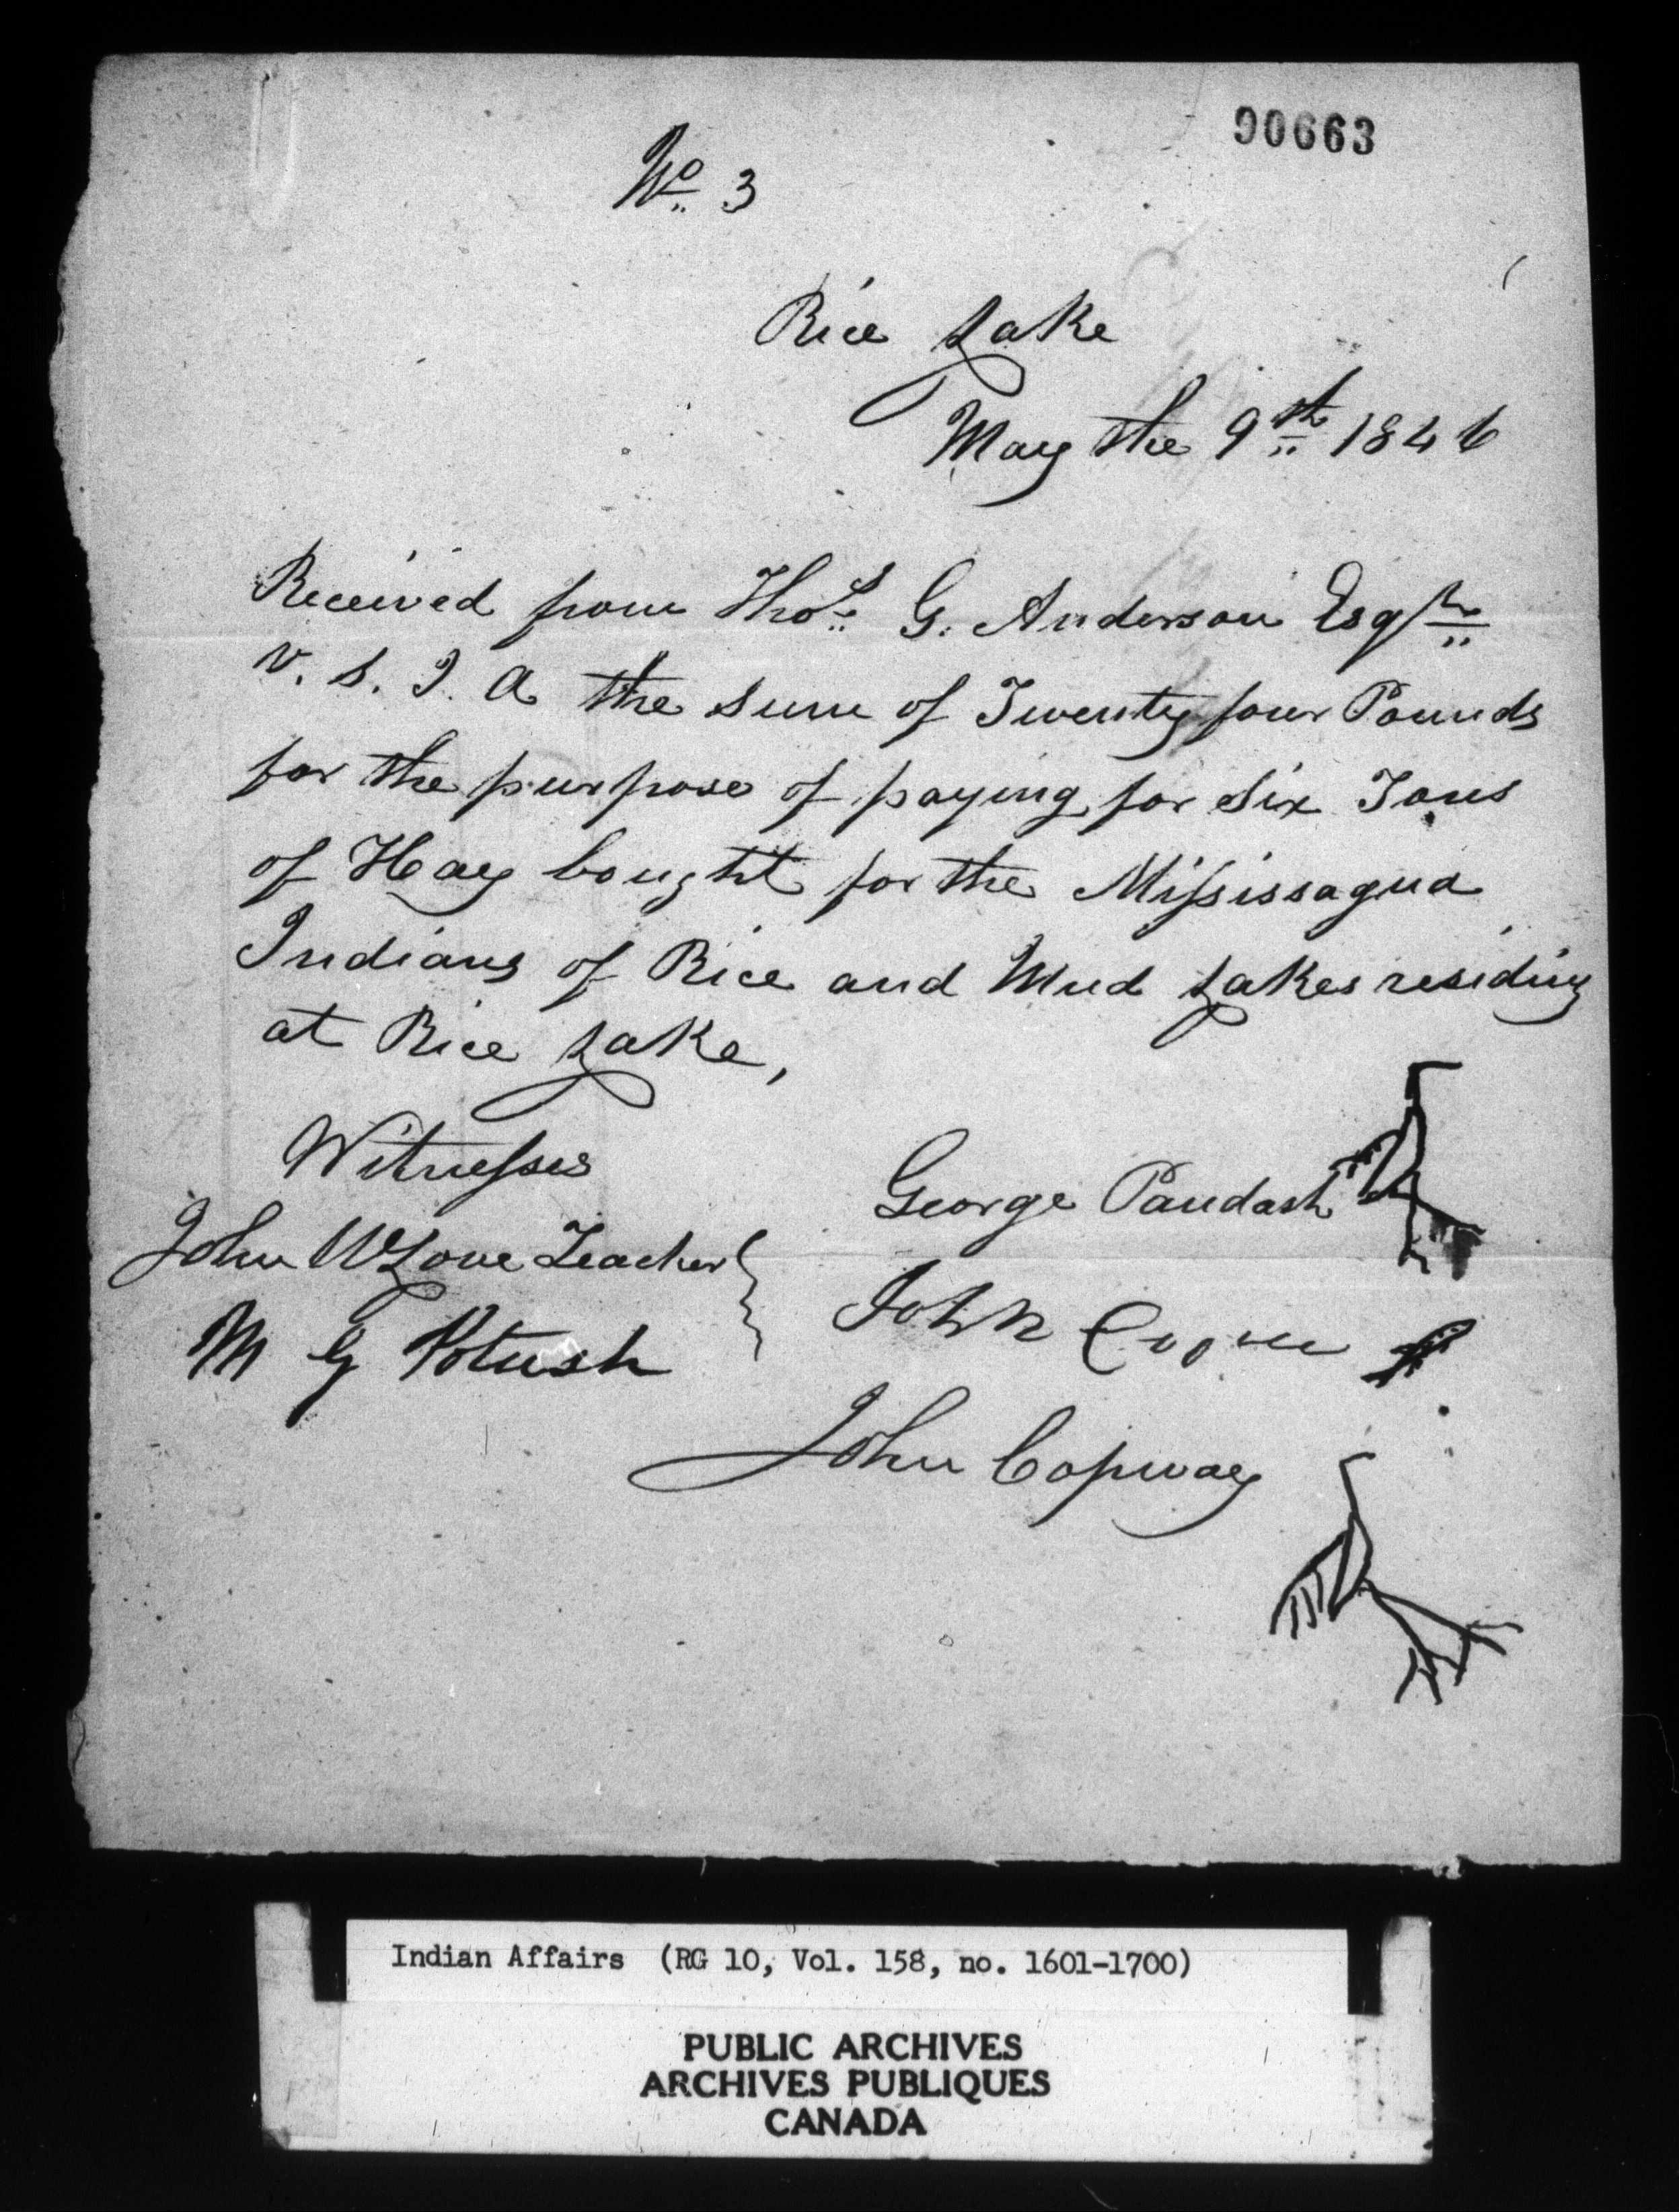 90663
No. 3
Rice Lake
May the 9th 1846
Received from Thos. G. Anderson Esqr
V. S. I. A the sum of Twenty four Pounds
for the purpose of paying for Six Tons
of Hay bought for the Mississagua
Indians of Rice and Mud Lakes residing
at Rice Lake,
Witnesses
George Paudash
John W Love Teacher
John
M G
John Copway
Indian Affairs (RG 10, Vol. 158, no. 1601-1700)
PUBLIC ARCHIVES
ARCHIVES PUBLIQUES
CANADA